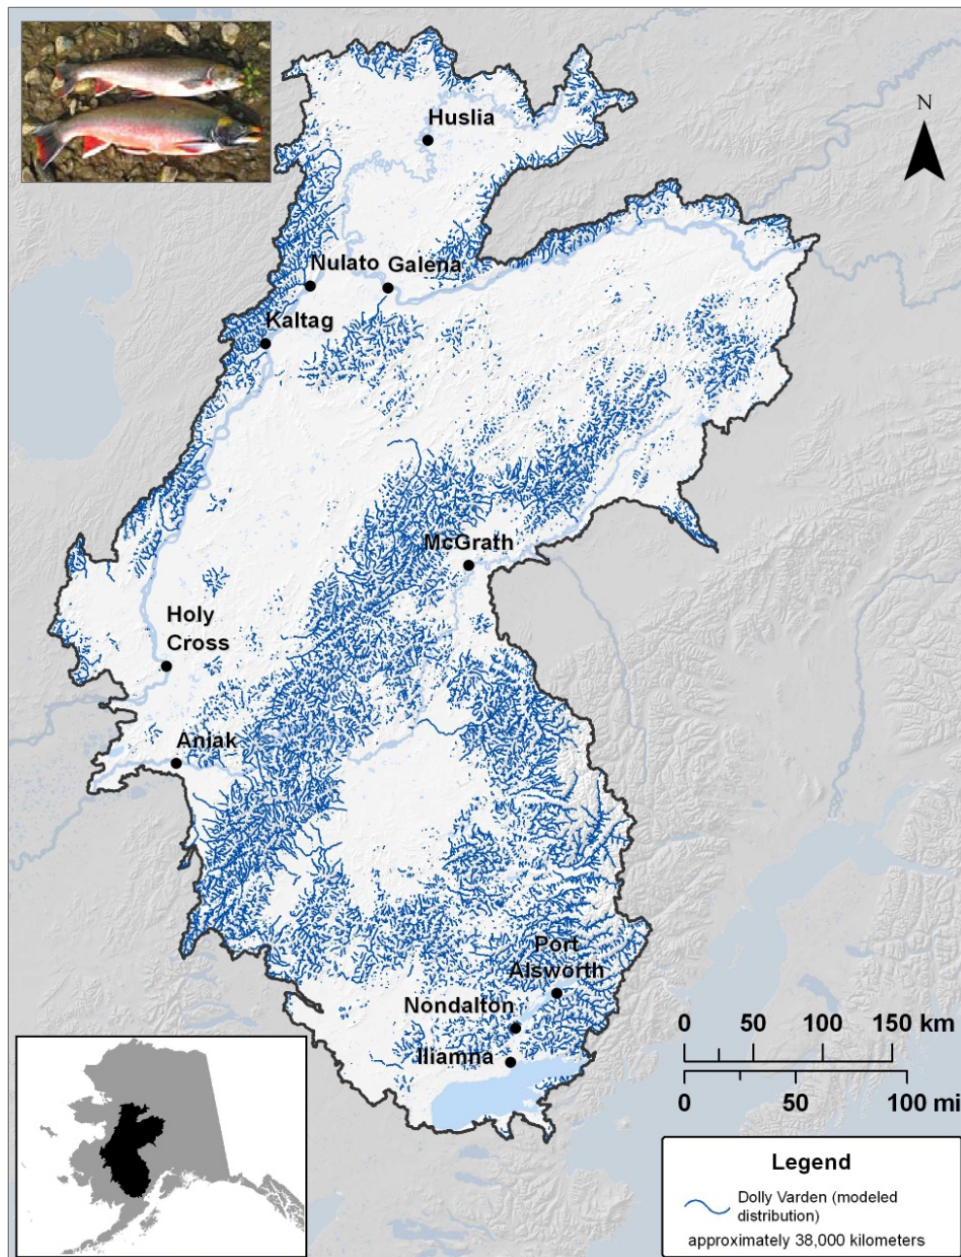 N
Huslia
Nulato
Galena
Kaltag
McGrath
Holy
Cross
Aniak
Port
Alsworth
Nondalton
Iliamna
0 50 100 150 km
0 50 100 mi
Legend
Dolly Varden (modeled
distribution)
approximately 38,000 kilometers